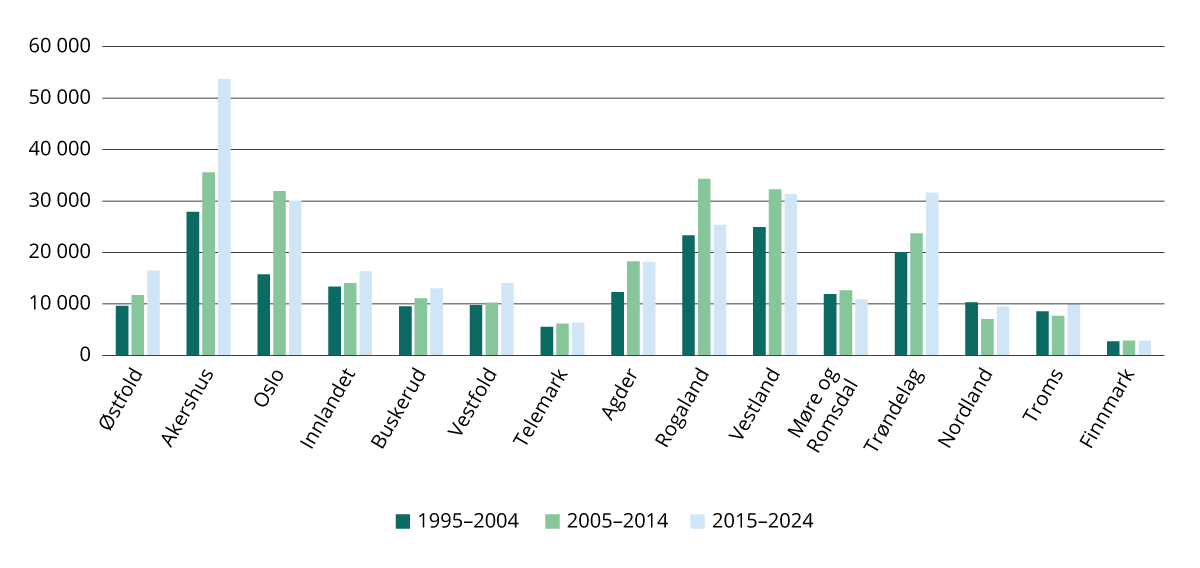 60 000
50 000
40 000
30 000
20 000
10 000
0
Østfold
Akershus
Oslo
Innlandet
Buskerud
Vestfold
Telemark
Agder
Rogaland
Vestland
Møre og
Romsdal
Trøndelag
Nordland
Troms
Finnmark
1995–2004
2005–2014
2015–2024